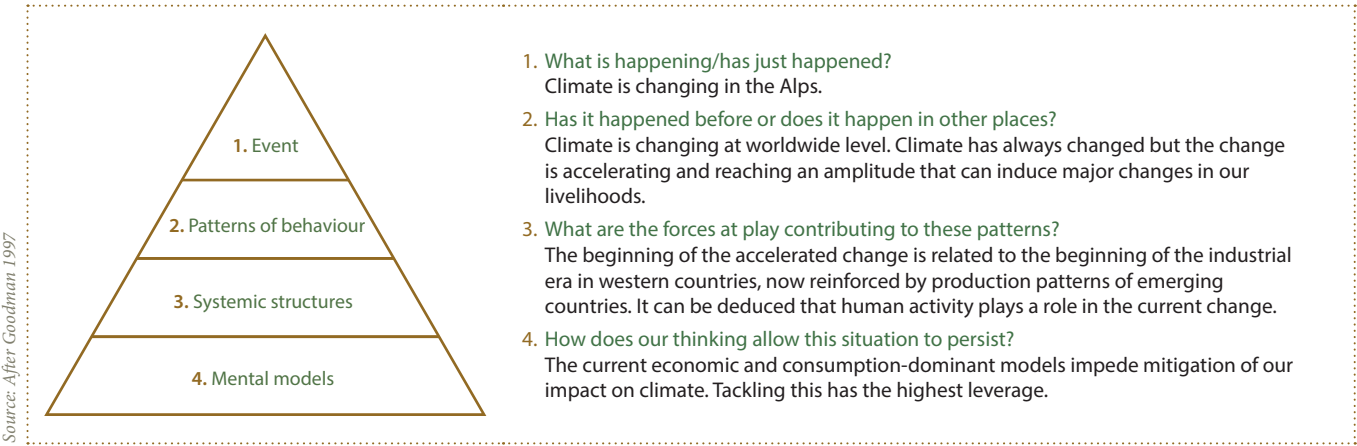 1. Event
2. Patterns of behaviour
3. Systemic structures
4. Mental models
1. What is happening/has just happened?
Climate is changing in the Alps.
2. Has it happened before or does it happen in other places?
Climate is changing at worldwide level. Climate has always changed but the change
is accelerating and reaching an amplitude that can induce major changes in our
livelihoods.
3. What are the forces at play contributing to these patterns?
The beginning of the accelerated change is related to the beginning of the industrial
era in western countries, now reinforced by production patterns of emerging
countries. It can be deduced that human activity plays a role in the current change.
4. How does our thinking allow this situation to persist?
The current economic and consumption-dominant models impede mitigation of our
impact on climate. Tackling this has the highest leverage.
Source: After Goodman 1997